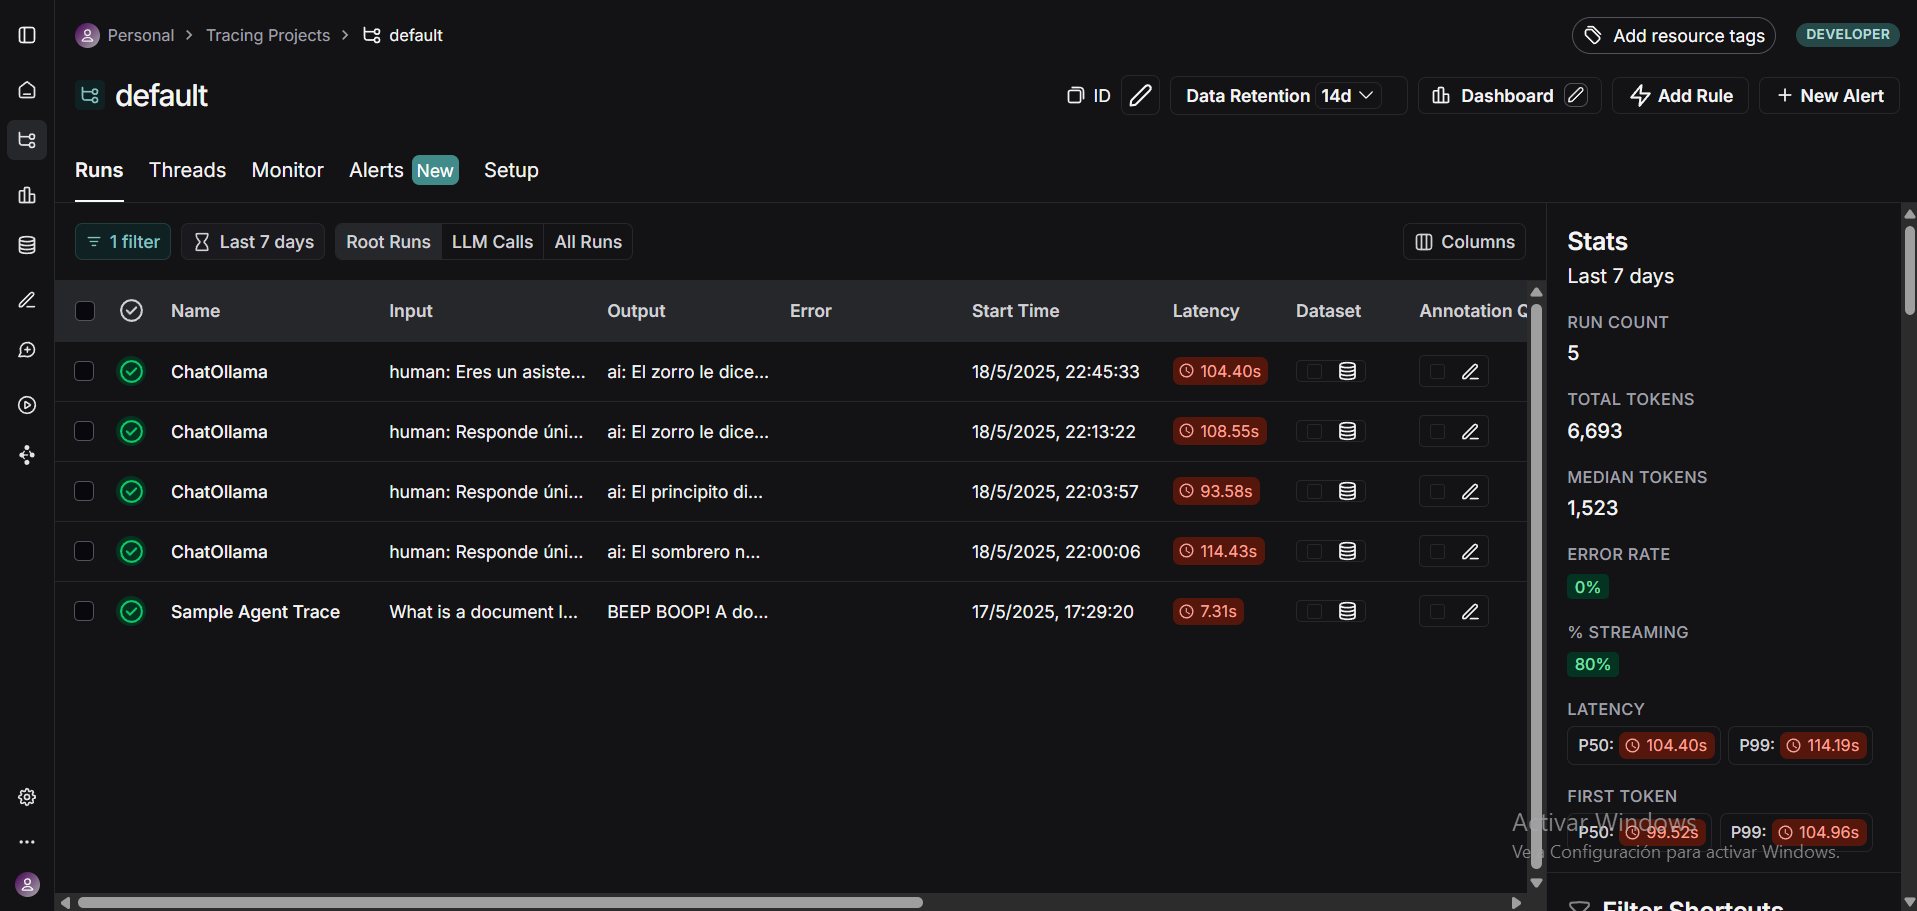 Personal > Tracing Projects > default
Add resource tags
DEVELOPER
default
ID
Data Retention 14d
Dashboard
Add Rule
+ New Alert
Runs Threads Monitor Alerts New Setup
1 filter
Last 7 days
Root Runs LLM Calls All Runs
Columns
Name Input Output Error Start Time Latency Dataset Annotation Q
ChatOllama human: Eres un asiste... ai: El zorro le dice... 18/5/2025, 22:45:33 104.40s
ChatOllama human: Responde úni... ai: El zorro le dice... 18/5/2025, 22:13:22 108.55s
ChatOllama human: Responde úni... ai: El principito di... 18/5/2025, 22:03:57 93.58s
ChatOllama human: Responde úni... ai: El sombrero n... 18/5/2025, 22:00:06 114.43s
Sample Agent Trace What is a document l... BEEP BOOP! A do... 17/5/2025, 17:29:20 7.31s
Stats
Last 7 days
RUN COUNT
5
TOTAL TOKENS
6,693
MEDIAN TOKENS
1,523
ERROR RATE
0%
% STREAMING
80%
LATENCY
P50: 104.40s P99: 114.19s
FIRST TOKEN
P50: 99.52s P99: 104.96s
Activar Windows
Ve a Configuración para activar Windows.
Filter Shortcuts